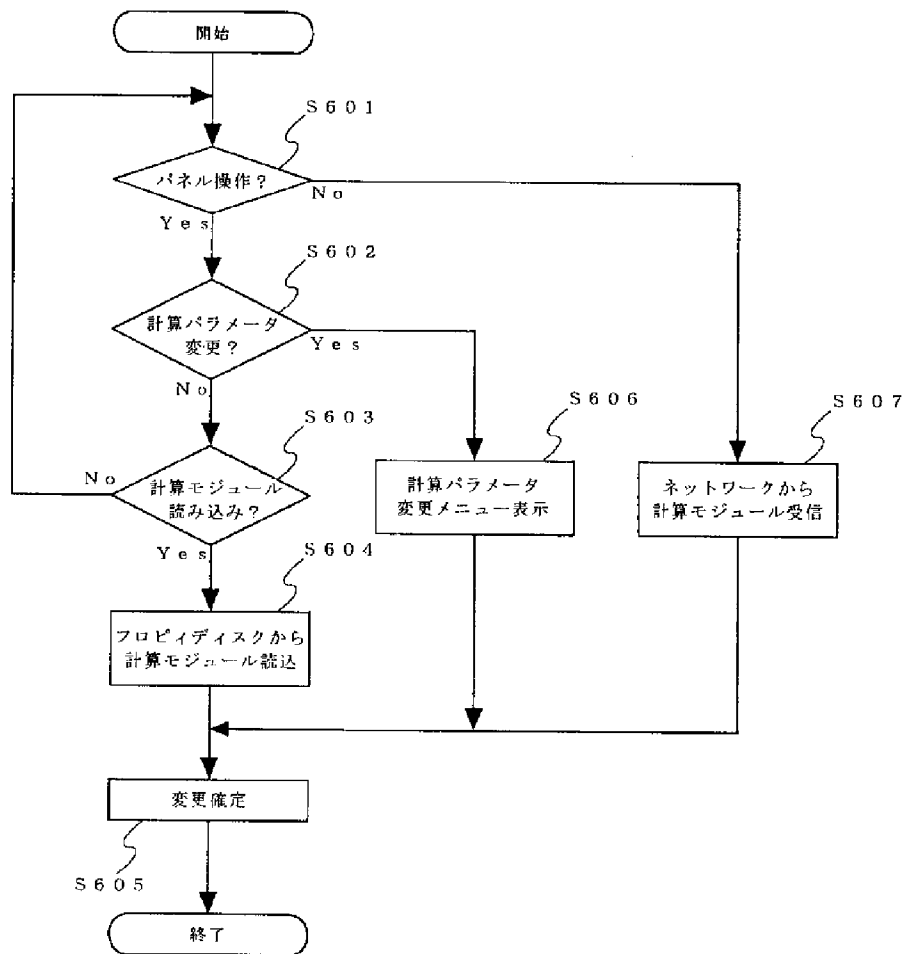 開始
S601
パネル操作?
No
Yes
S602
計算パラメータ
変更?
Yes
No
S603
計算モジュール
読み込み?
No
Yes
S606
計算パラメータ
変更メニュー表示
S607
ネットワークから
計算モジュール受信
S604
フロピィディスクから
計算モジュール読込
変更確定
S605
終了